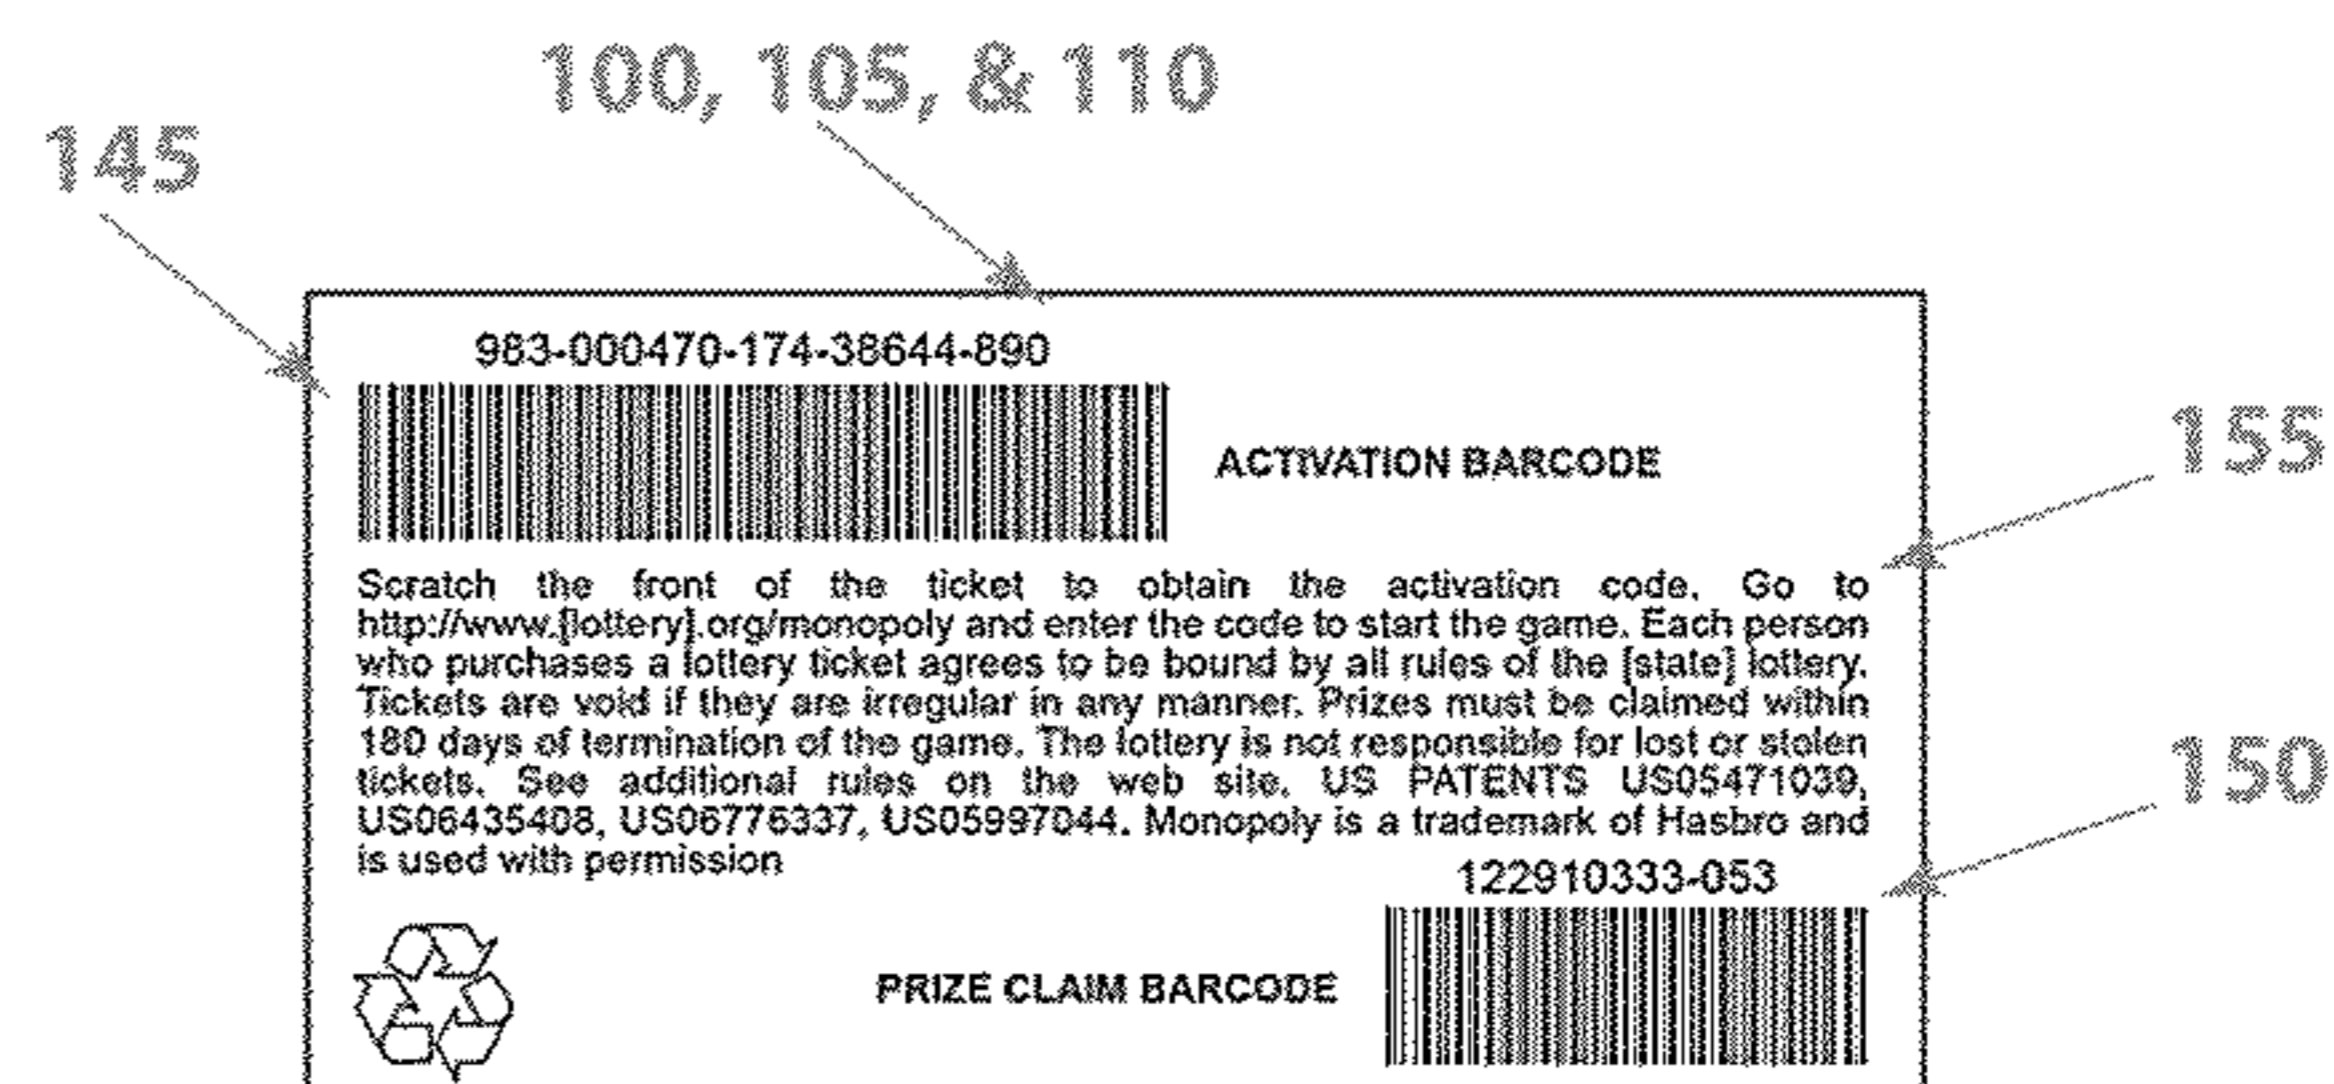 100, 105, & 110
145
983-000470-174-38644-890
155
ACTIVATION BARCODE
Scratch the front of the ticket to obtain the activation code. Go to
http://www.[lottery].org/monopoly and enter the code to start the game. Each person
who purchases a lottery ticket agrees to be bound by all rules of the [state] lottery.
Tickets are void if they are irregular in any manner. Prizes must be claimed within
180 days of termination of the game. The lottery is not responsible for lost or stolen
150
tickets. See additional rules on the web site. US PATENTS US05471039,
US06435408, US06776337, US05997044. Monopoly is a trademark of Hasbro and
is used with permission
122910333-053
PRIZE CLAIM BARCODE